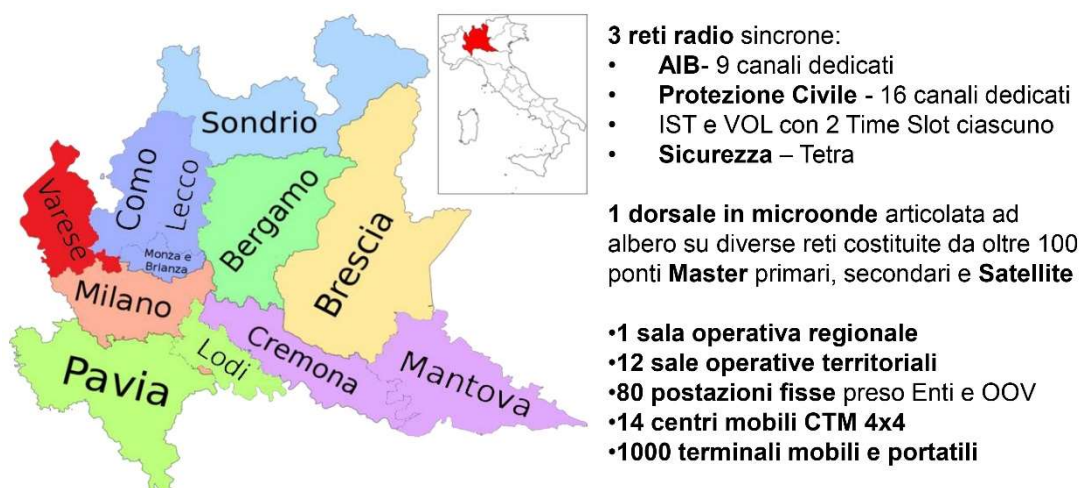 Sondrio
Varese
Como
Lecco
Monza e
Brianza
Bergamo
Brescia
Milano
Pavia
Lodi
Cremona
Mantova
3 reti radio sincrone:
• AIB- 9 canali dedicati
• Protezione Civile - 16 canali dedicati
• IST e VOL con 2 Time Slot ciascuno
• Sicurezza – Tetra
1 dorsale in microonde articolata ad
albero su diverse reti costituite da oltre 100
ponti Master primari, secondari e Satellite
•1 sala operativa regionale
•12 sale operative territoriali
•80 postazioni fisse preso Enti e OOV
•14 centri mobili CTM 4x4
•1000 terminali mobili e portatili